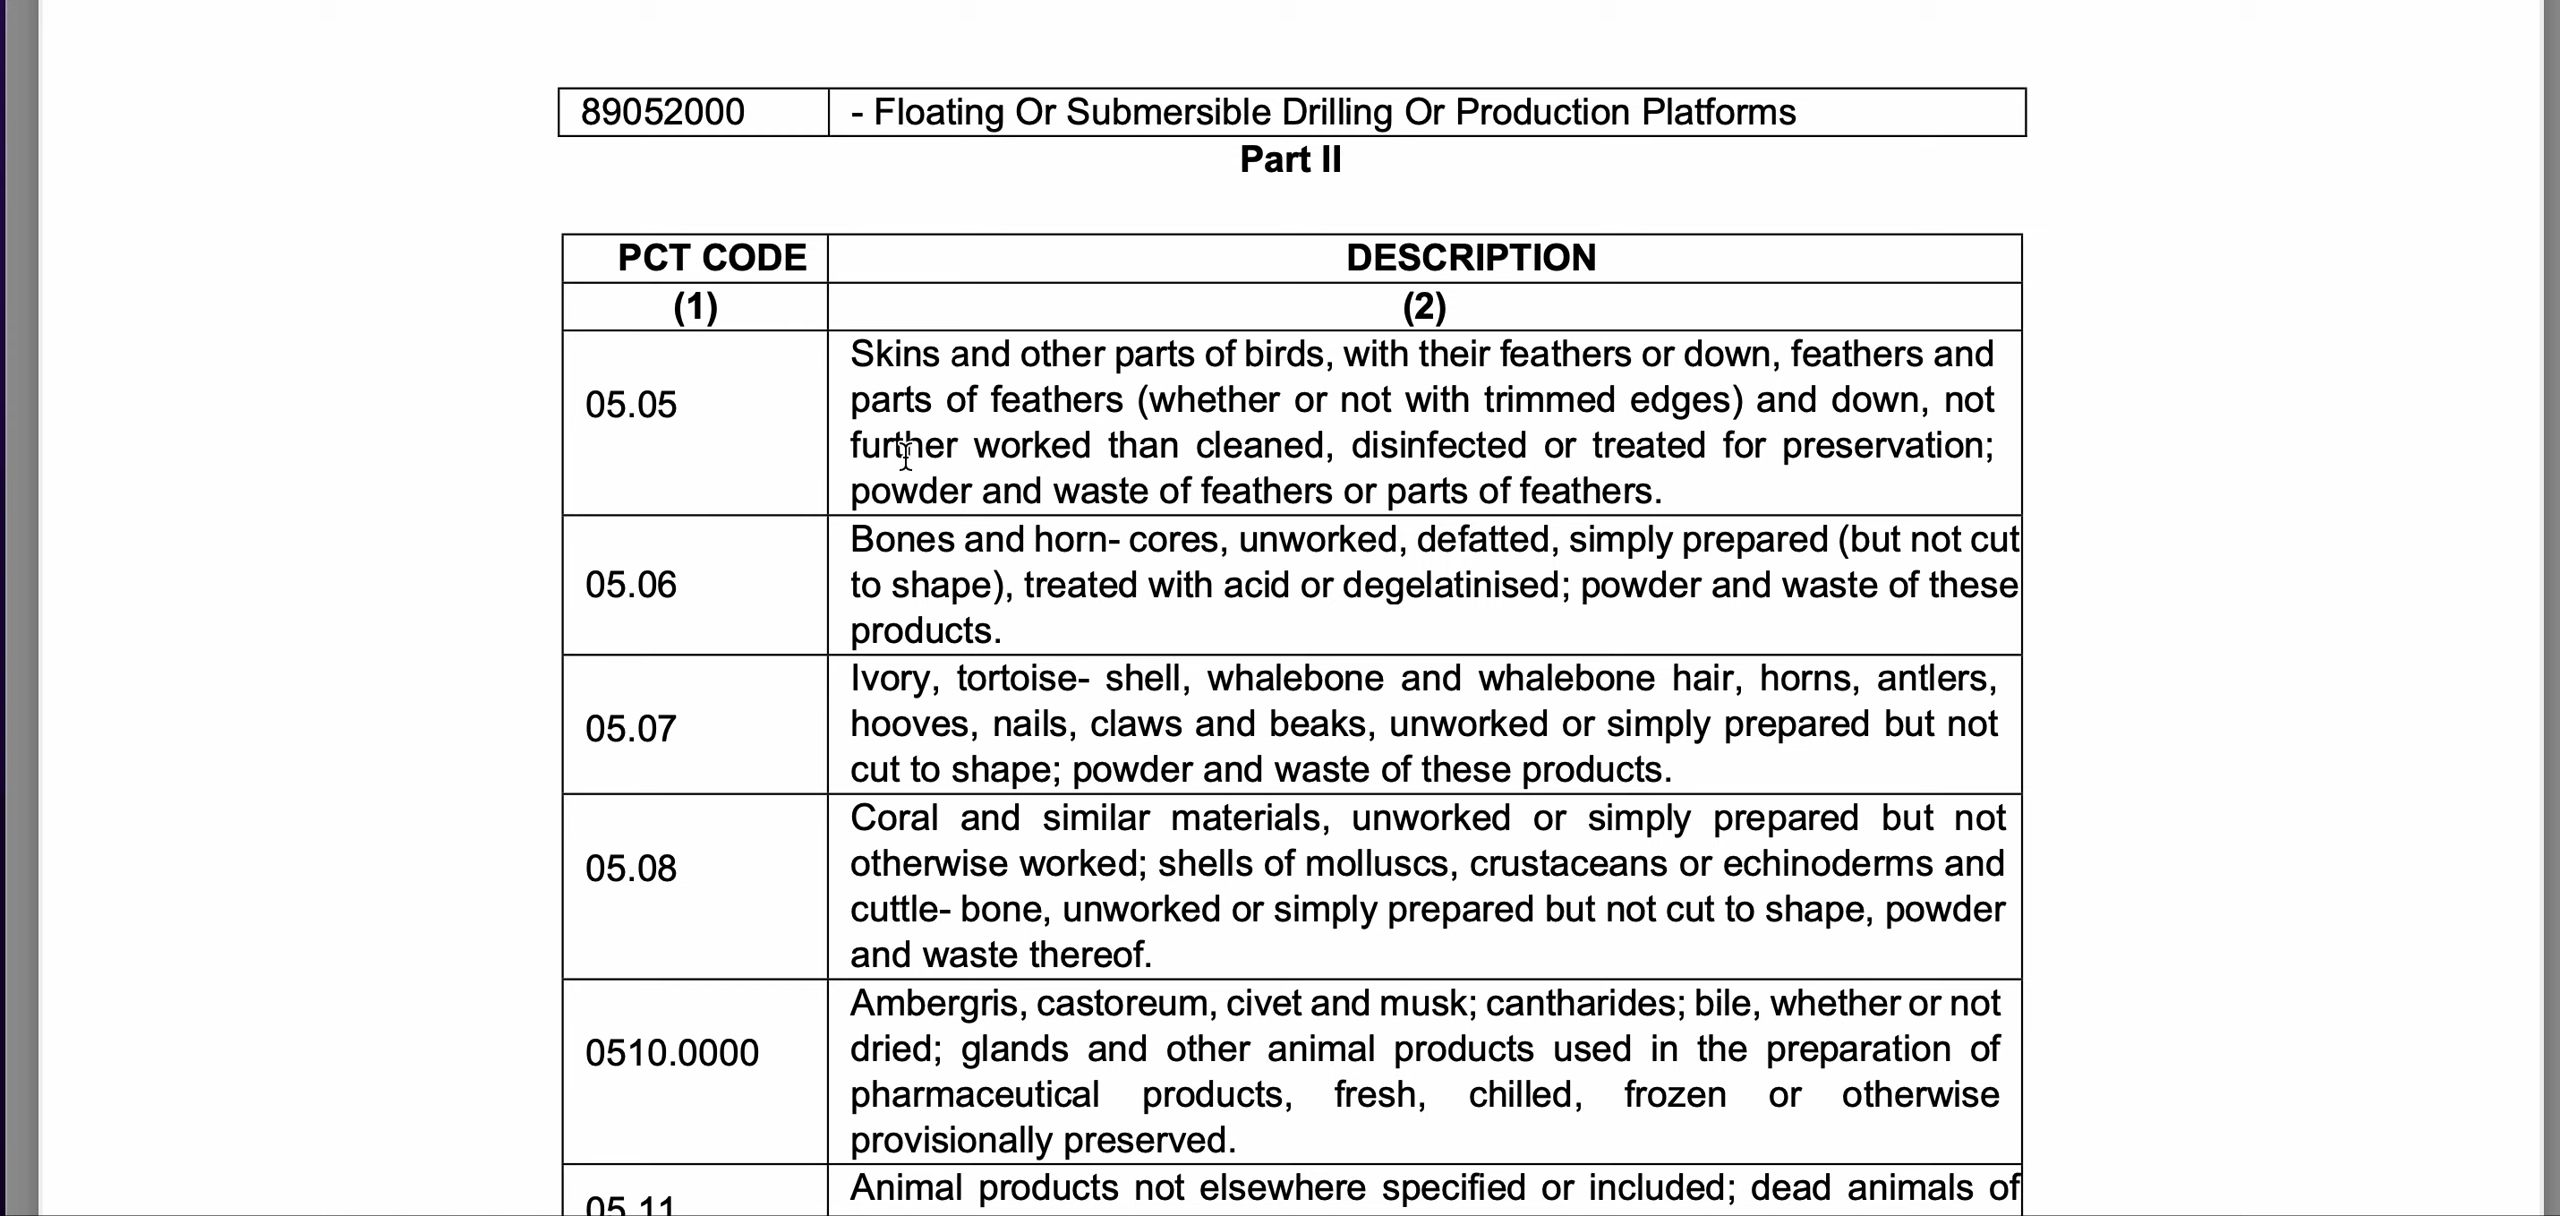 89052000 - Floating Or Submersible Drilling Or Production Platforms
Part II
PCT CODE DESCRIPTION
(1) (2)
05.05
Skins and other parts of birds, with their feathers or down, feathers and
parts of feathers (whether or not with trimmed edges) and down, not
further worked than cleaned, disinfected or treated for preservation;
powder and waste of feathers or parts of feathers.
05.06
Bones and horn- cores, unworked, defatted, simply prepared (but not cut
to shape), treated with acid or degelatinised; powder and waste of these
products.
05.07
Ivory, tortoise- shell, whalebone and whalebone hair, horns, antlers,
hooves, nails, claws and beaks, unworked or simply prepared but not
cut to shape; powder and waste of these products.
05.08
Coral and similar materials, unworked or simply prepared but not
otherwise worked; shells of molluscs, crustaceans or echinoderms and
cuttle- bone, unworked or simply prepared but not cut to shape, powder
and waste thereof.
0510.0000
Ambergris, castoreum, civet and musk; cantharides; bile, whether or not
dried; glands and other animal products used in the preparation of
pharmaceutical products, fresh, chilled, frozen or otherwise
provisionally preserved.
05.11
Animal products not elsewhere specified or included; dead animals of